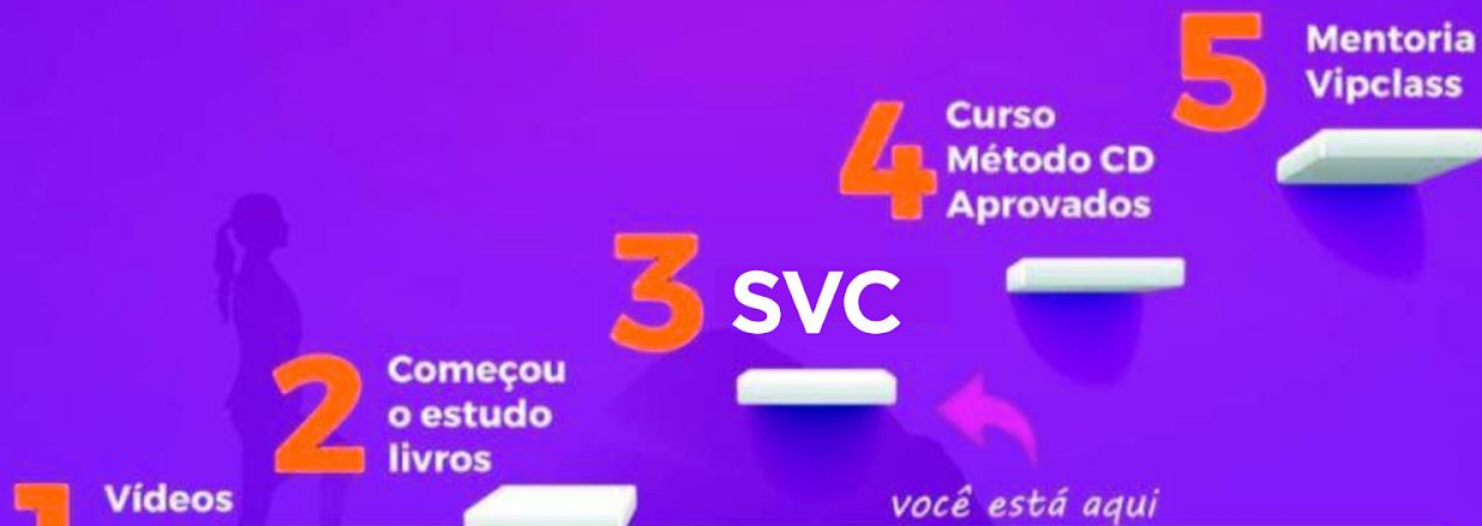 5
Mentoria
Vipclass
4
Curso
Método CD
Aprovados
3
SVC
2
Começou
o estudo
livros
1
Vídeos
você está aqui